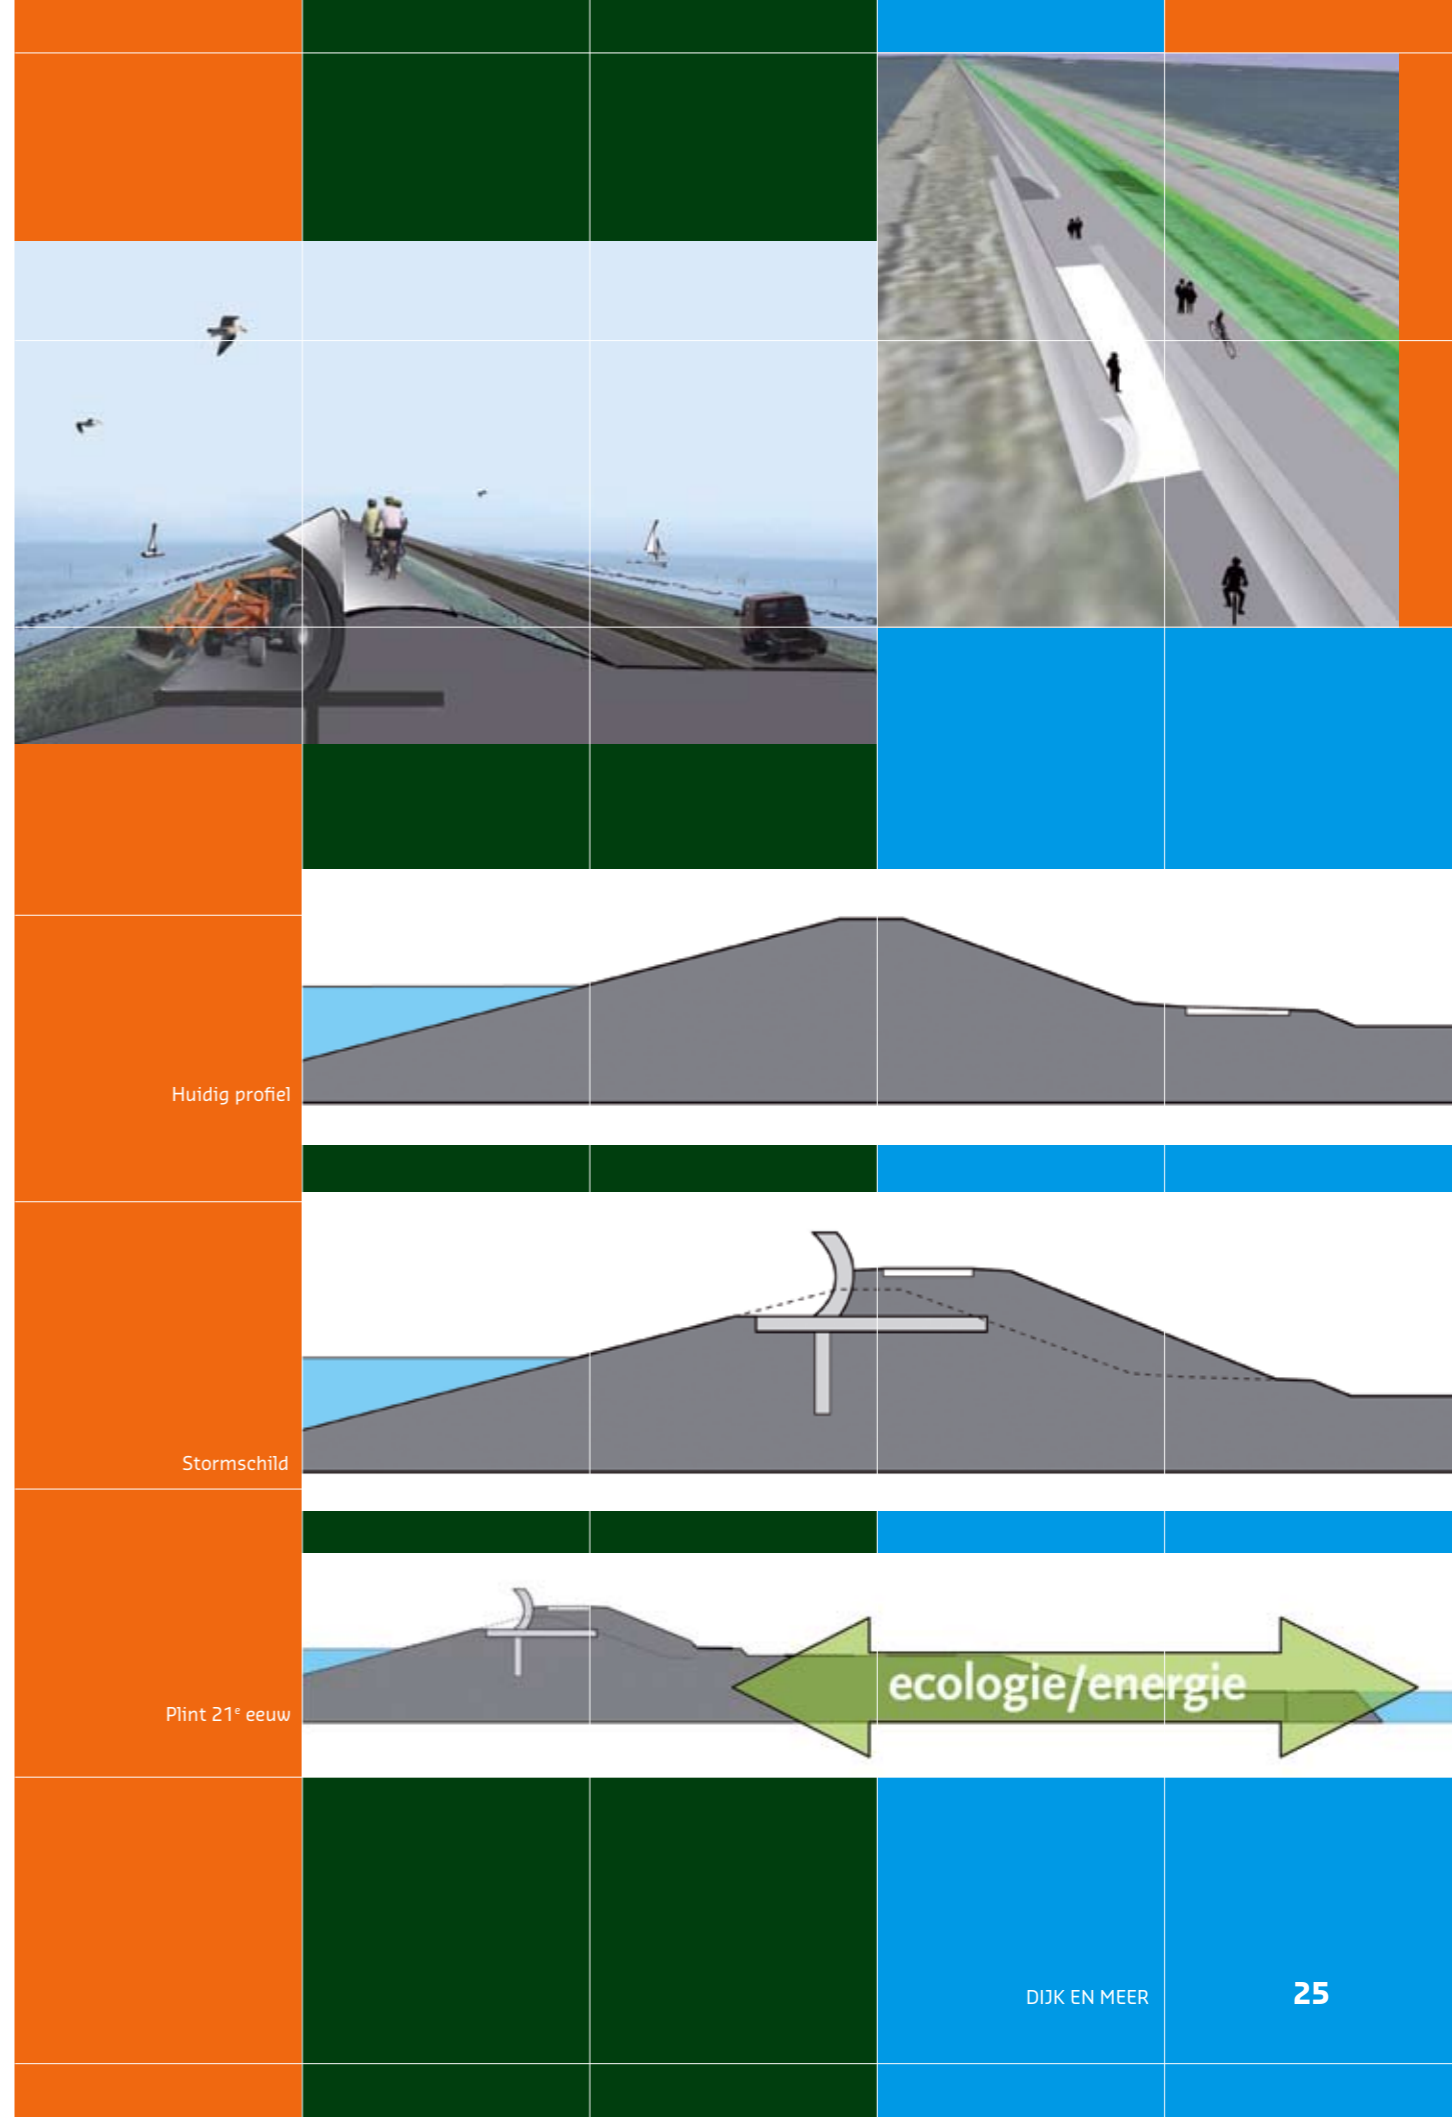 Huidig profiel
Stormschild
Plint 21e eeuw
ecologie/energie
DIJK EN MEER
25